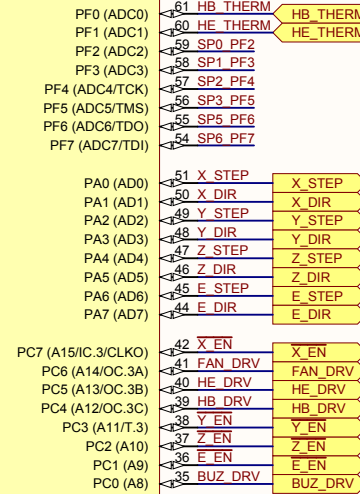 PF0 (ADC0) 61 HB_THERM HB_THERM
PF1 (ADC1) 60 HE_THERM HE_THERM
PF2 (ADC2) 59 SP0_PF2
PF3 (ADC3) 58 SP1_PF3
PF4 (ADC4/TCK) 57 SP2_PF4
PF5 (ADC5/TMS) 56 SP3_PF5
PF6 (ADC6/TDO) 55 SP5_PF6
PF7 (ADC7/TDI) 54 SP6_PF7
PA0 (AD0) 51 X_STEP X_STEP
PA1 (AD1) 50 X_DIR X_DIR
PA2 (AD2) 49 Y_STEP Y_STEP
PA3 (AD3) 48 Y_DIR Y_DIR
PA4 (AD4) 47 Z_STEP Z_STEP
PA5 (AD5) 46 Z_DIR Z_DIR
PA6 (AD6) 45 E_STEP E_STEP
PA7 (AD7) 44 E_DIR E_DIR
PC7 (A15/IC.3/CLKO) 42 X_EN X_EN
PC6 (A14/OC.3A) 41 FAN_DRV FAN_DRV
PC5 (A13/OC.3B) 40 HE_DRV HE_DRV
PC4 (A12/OC.3C) 39 HB_DRV HB_DRV
PC3 (A11/T.3) 38 Y_EN Y_EN
PC2 (A10) 37 Z_EN Z_EN
PC1 (A9) 36 E_EN E_EN
PC0 (A8) 35 BUZ_DRV BUZ_DRV